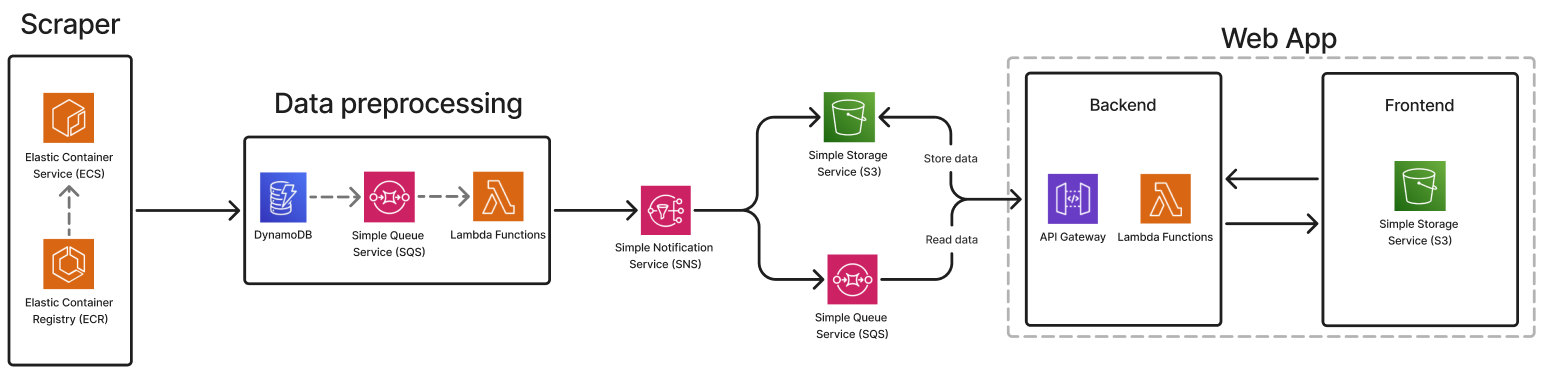 Scraper
Elastic Container
Service (ECS)
Elastic Container
Registry (ECR)
Data preprocessing
DynamoDB
Simple Queue
Service (SQS)
Lambda Functions
Simple Notification
Service (SNS)
Simple Storage
Service (S3)
Simple Queue
Service (SQS)
Store data
Read data
Web App
Backend
API Gateway
Lambda Functions
Frontend
Simple Storage
Service (S3)